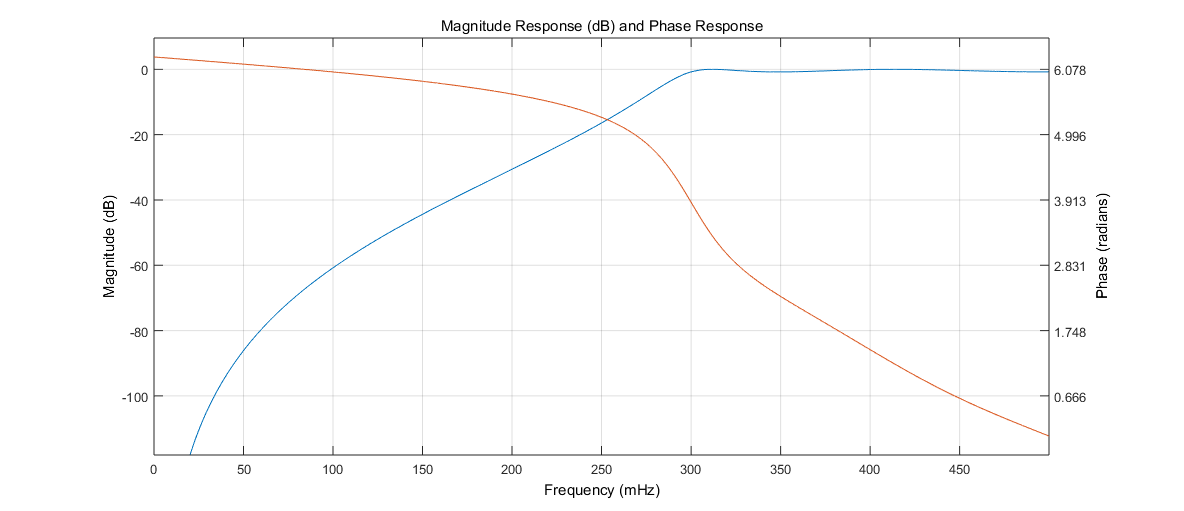 Magnitude Response (dB) and Phase Response
Magnitude (dB)
0
-20
-40
-60
-80
-100
6.078
4.996
3.913
2.831
1.748
0.666
Phase (radians)
0 50 100 150 200 250 300 350 400 450
Frequency (mHz)